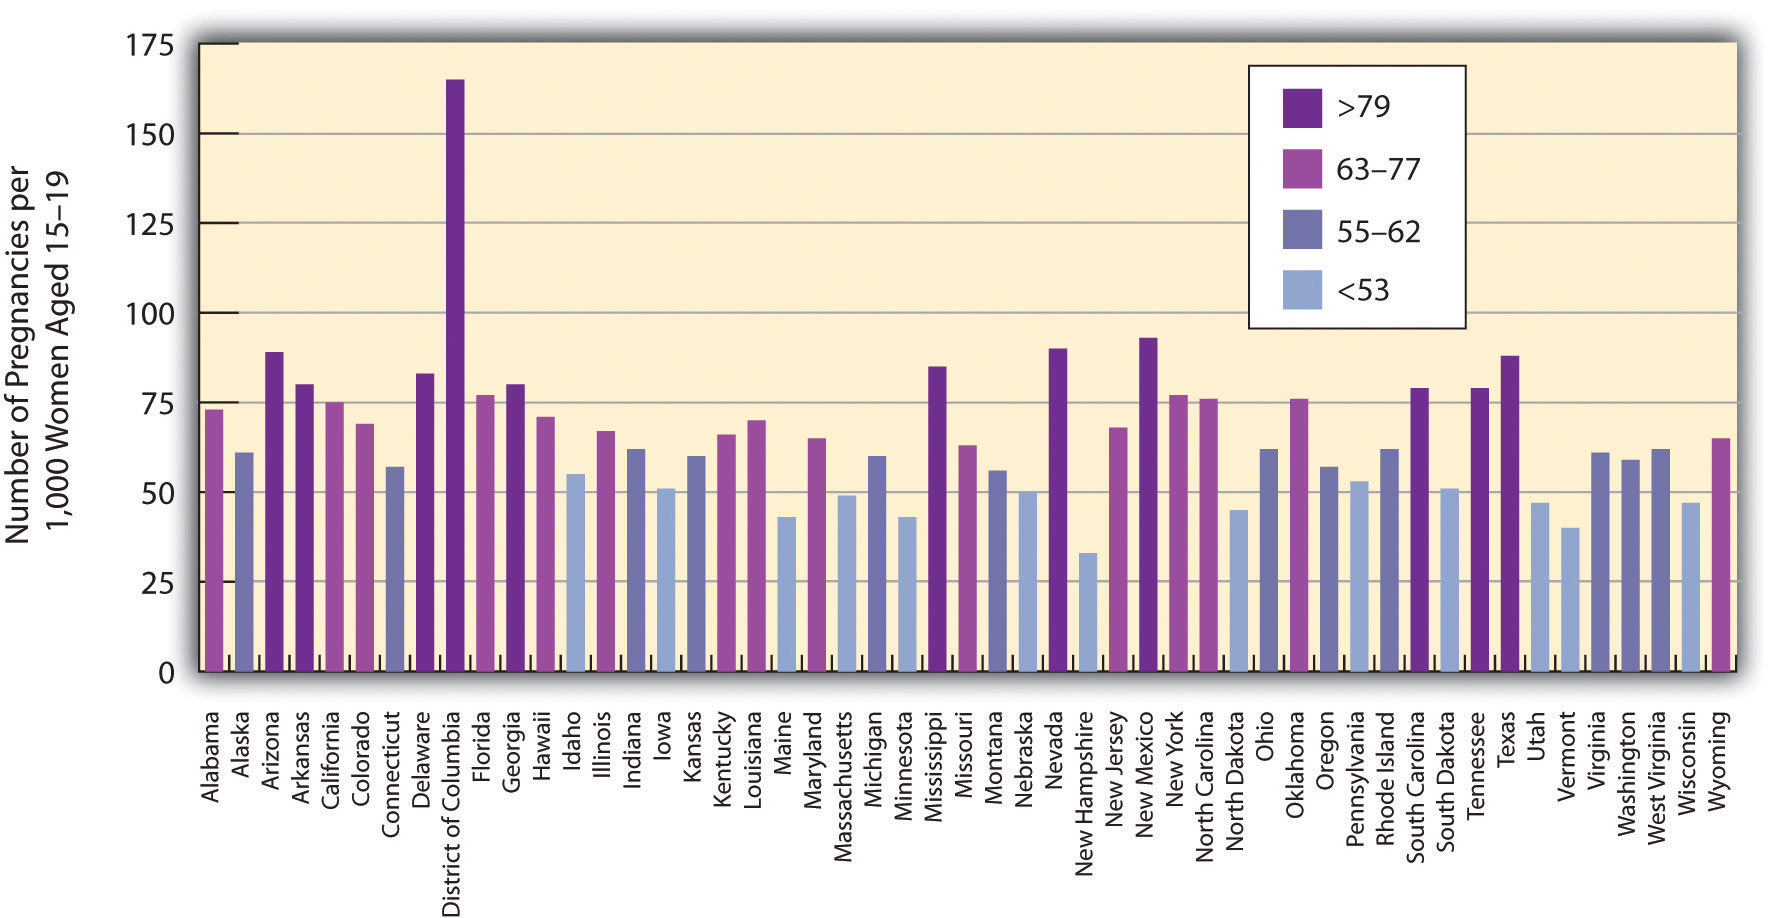 Number of Pregnancies per
1,000 Women Aged 15–19
175
150
125
100
75
50
25
0
>79
63–77
55–62
<53
Alabama
Alaska
Arizona
Arkansas
California
Colorado
Connecticut
Delaware
District of Columbia
Florida
Georgia
Hawaii
Idaho
Illinois
Indiana
Iowa
Kansas
Kentucky
Louisiana
Maine
Maryland
Massachusetts
Michigan
Minnesota
Mississippi
Missouri
Montana
Nebraska
Nevada
New Hampshire
New Jersey
New Mexico
New York
North Carolina
North Dakota
Ohio
Oklahoma
Oregon
Pennsylvania
Rhode Island
South Carolina
South Dakota
Tennessee
Texas
Utah
Vermont
Virginia
Washington
West Virginia
Wisconsin
Wyoming